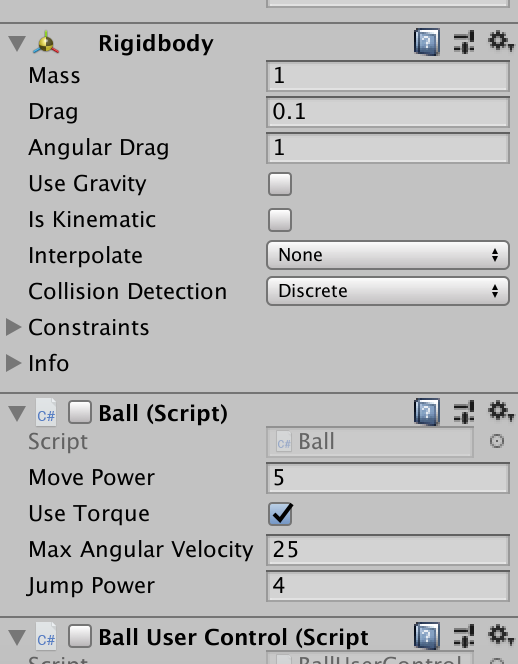 Rigidbody
Mass 1
Drag 0.1
Angular Drag 1
Use Gravity
Is Kinematic
Interpolate None
Collision Detection Discrete
Constraints
Info
C# Ball (Script)
Script C# Ball
Move Power 5
Use Torque
Max Angular Velocity 25
Jump Power 4
C# Ball User Control (Script
Script BallUserControl